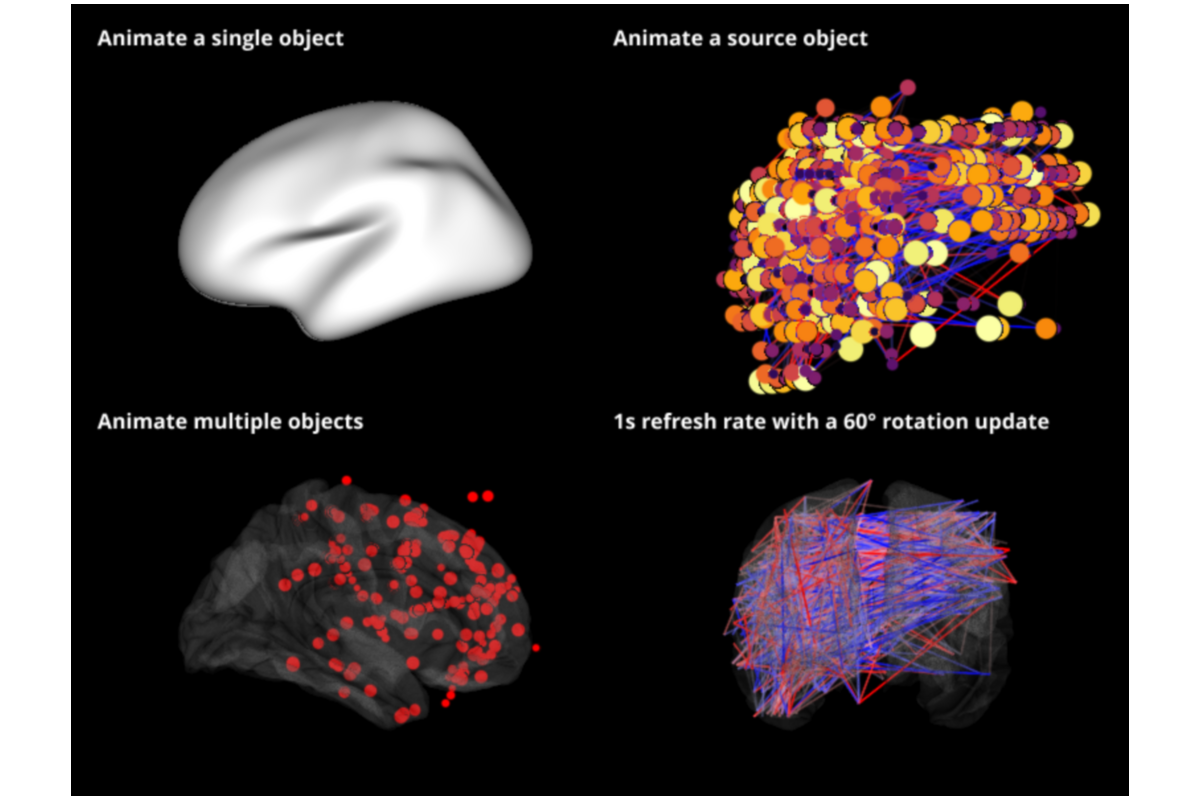 Animate a single object
Animate a source object
Animate multiple objects
1s refresh rate with a 60° rotation update